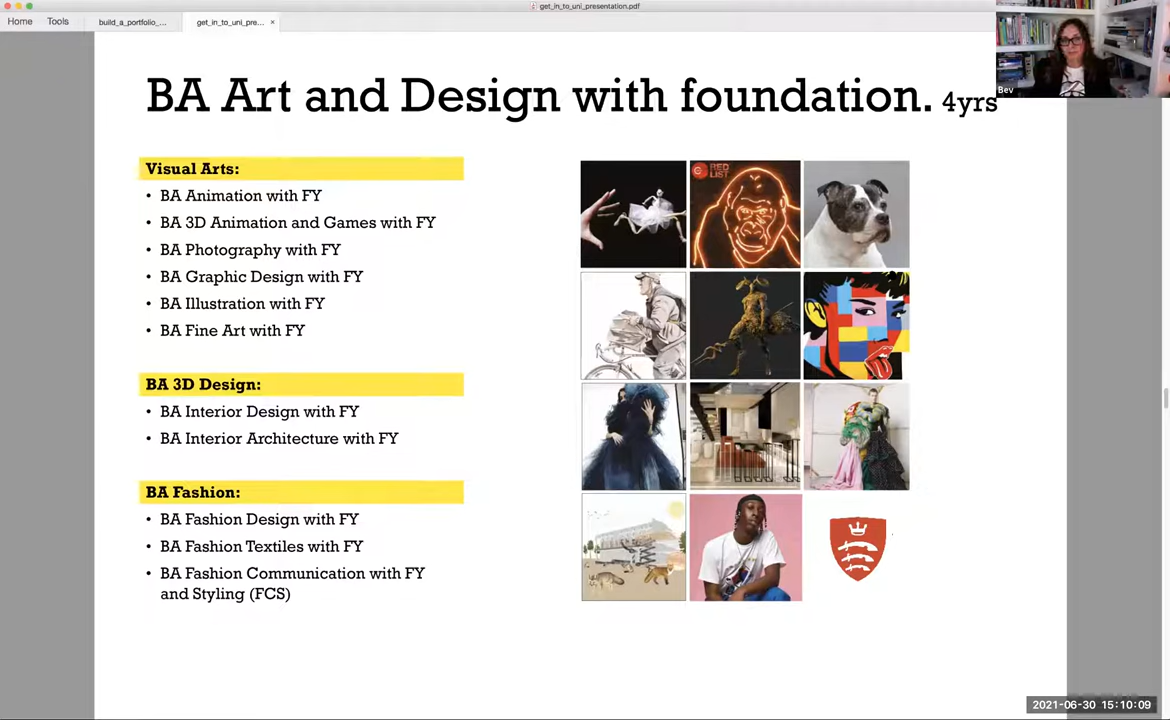 get_in_to_uni_presentation.pdf
Home Tools build_a_portfolio_... get_in_to_uni_pre... ×
Bev
BA Art and Design with foundation. 4yrs
Visual Arts:
• BA Animation with FY
• BA 3D Animation and Games with FY
• BA Photography with FY
• BA Graphic Design with FY
• BA Illustration with FY
• BA Fine Art with FY
BA 3D Design:
• BA Interior Design with FY
• BA Interior Architecture with FY
BA Fashion:
• BA Fashion Design with FY
• BA Fashion Textiles with FY
• BA Fashion Communication with FY
and Styling (FCS)
RED
LIST
2021-06-30 15:10:09